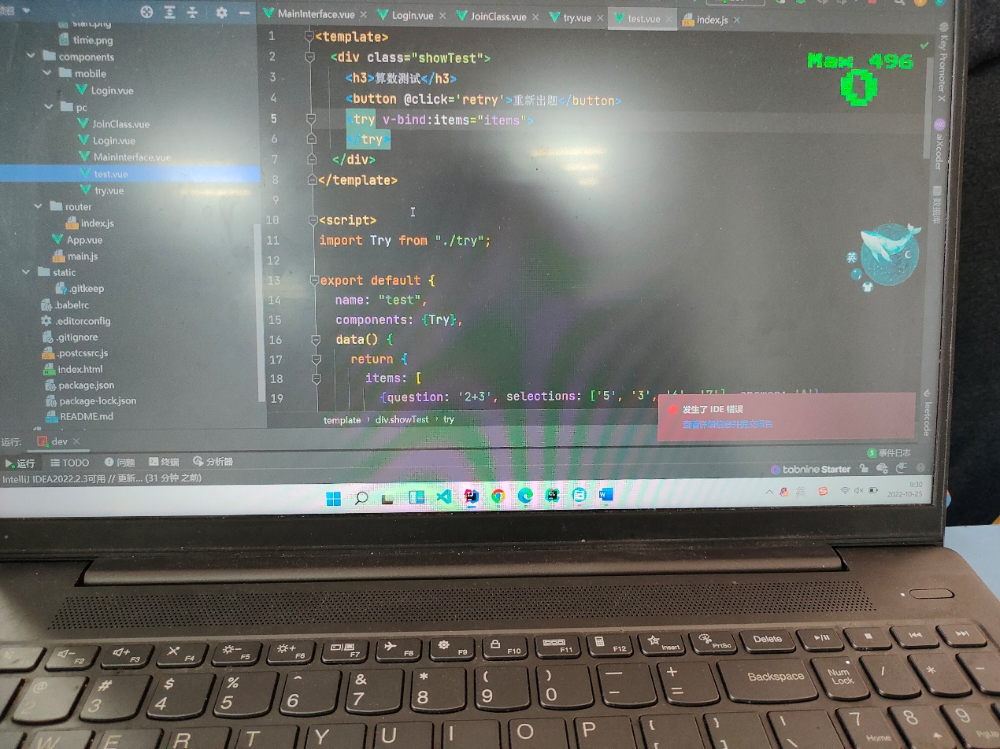 MainInterface.vue × Login.vue × JoinClass.vue × try.vue × test.vue × index.js ×
start.png
time.png
components
mobile
Login.vue
pc
JoinClass.vue
Login.vue
MainInterface.vue
test.vue
try.vue
router
index.js
App.vue
main.js
static
.gitkeep
.babelrc
.editorconfig
.gitignore
.postcssrc.js
index.html
package.json
package-lock.json
README.md
1 <template>
2 <div class="showTest">
3 <h3>算数测试</h3>
4 <button @click='retry'>重新出题</button>
5 <try v-bind:items="items">
6 </try>
7 </div>
8 </template>
9
10 <script>
11 import Try from "./try";
12
13 export default {
14 name: "test",
15 components: {Try},
16 data() {
17 return {
18 items: [
19 {question: '2+3', selections: ['5', '3', '6', '7'], answer: 'A'}
Max 496
0
Key Promoter X
aiXcoder
数据库
leetcode
英
template › div.showTest › try
发生了 IDE 错误
查看详细信息并提交报告
运行: dev ×
运行 TODO 问题 终端 分析器
事件日志
IntelliJ IDEA2022.2.3可用 // 更新... (31 分钟 之前)
tabnine Starter
9:30
2022-10-25
F2 F3 F4 F5 F6 F7 F8 F9 F10 F11 F12 Insert PrtSc Delete
@ 2 # 3 $ 4 % 5 ^ 6 & 7 * 8 ( 9 ) 0 — - + = Backspace Num Lock / * -
W E R T Y U I O P { [ } ] | \ 7 Home 8 9 PgUp